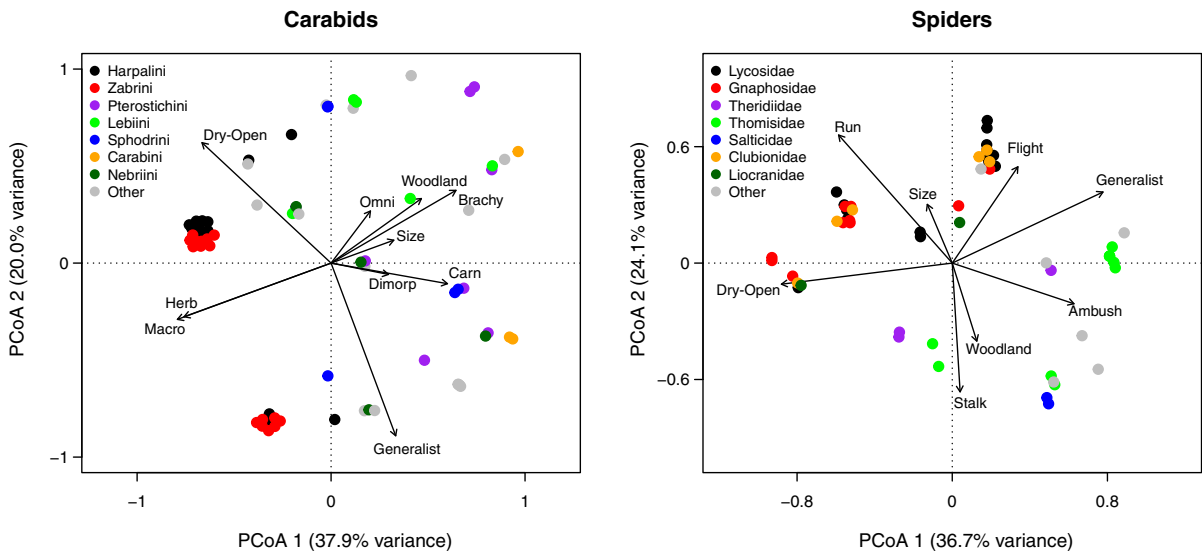 Carabids
Harpalini
Zabrini
Pterostichini
Lebiini
Sphodrini
Carabini
Nebriini
Other
Dry-Open
Woodland
Omni
Brachy
Size
Carn
Dimorp
Herb
Macro
Generalist
1
0
−1
−1
0
1
PCoA 2 (20.0% variance)
PCoA 1 (37.9% variance)
Spiders
Lycosidae
Gnaphosidae
Theridiidae
Thomisidae
Salticidae
Clubionidae
Liocranidae
Other
Run
Flight
Size
Generalist
Dry-Open
Ambush
Woodland
Stalk
0.6
0
−0.6
−0.8
0
0.8
PCoA 2 (24.1% variance)
PCoA 1 (36.7% variance)